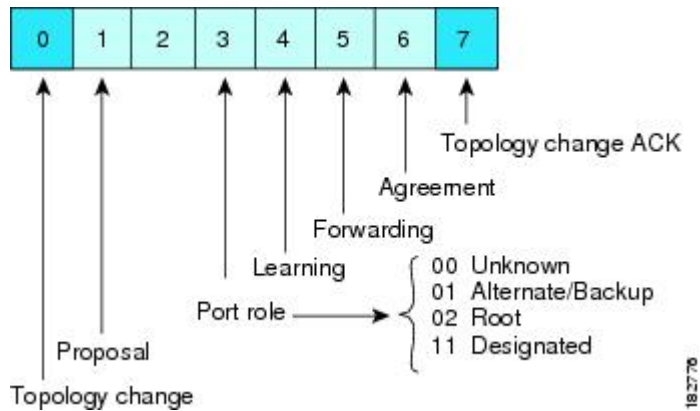 0 1 2 3 4 5 6 7
Topology change ACK
Agreement
Forwarding
Learning
Port role
00 Unknown
01 Alternate/Backup
02 Root
11 Designated
Proposal
Topology change
182776